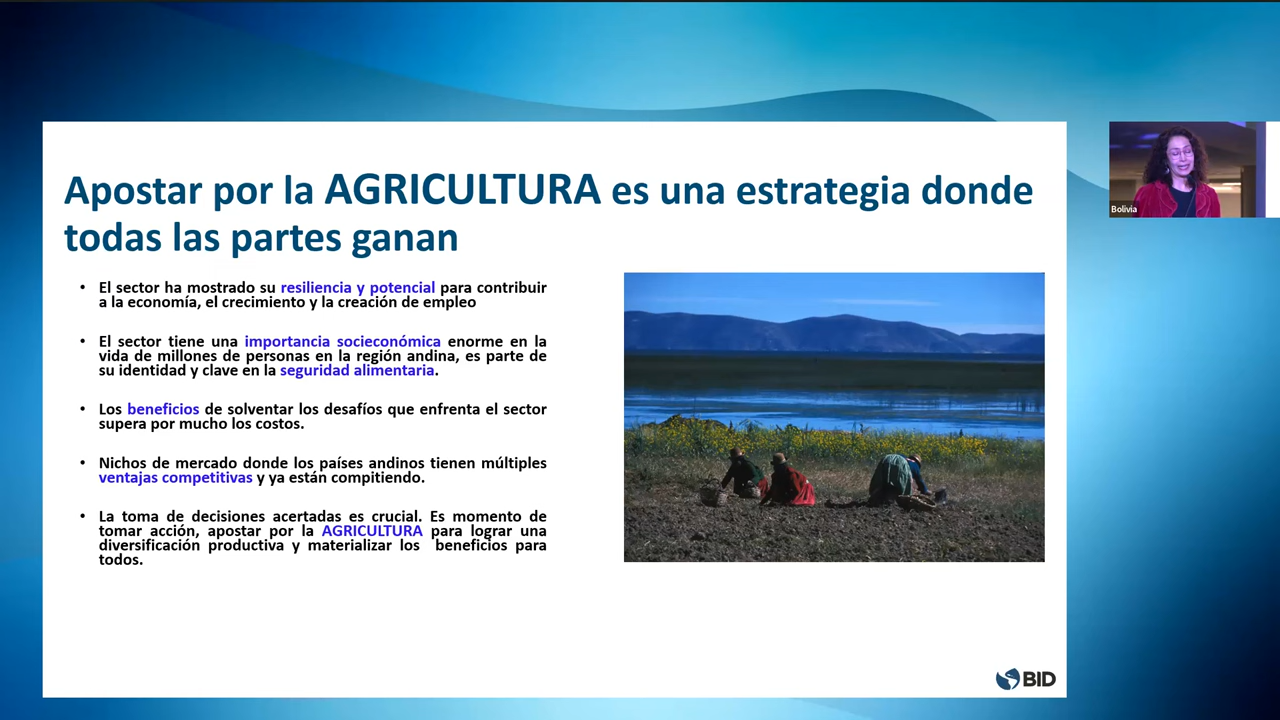 Apostar por la AGRICULTURA es una estrategia donde
todas las partes ganan
• El sector ha mostrado su resiliencia y potencial para contribuir
a la economía, el crecimiento y la creación de empleo
• El sector tiene una importancia socieconómica enorme en la
vida de millones de personas en la región andina, es parte de
su identidad y clave en la seguridad alimentaria.
• Los beneficios de solventar los desafíos que enfrenta el sector
supera por mucho los costos.
• Nichos de mercado donde los países andinos tienen múltiples
ventajas competitivas y ya están compitiendo.
• La toma de decisiones acertadas es crucial. Es momento de
tomar acción, apostar por la AGRICULTURA para lograr una
diversificación productiva y materializar los beneficios para
todos.
Bolivia
BID